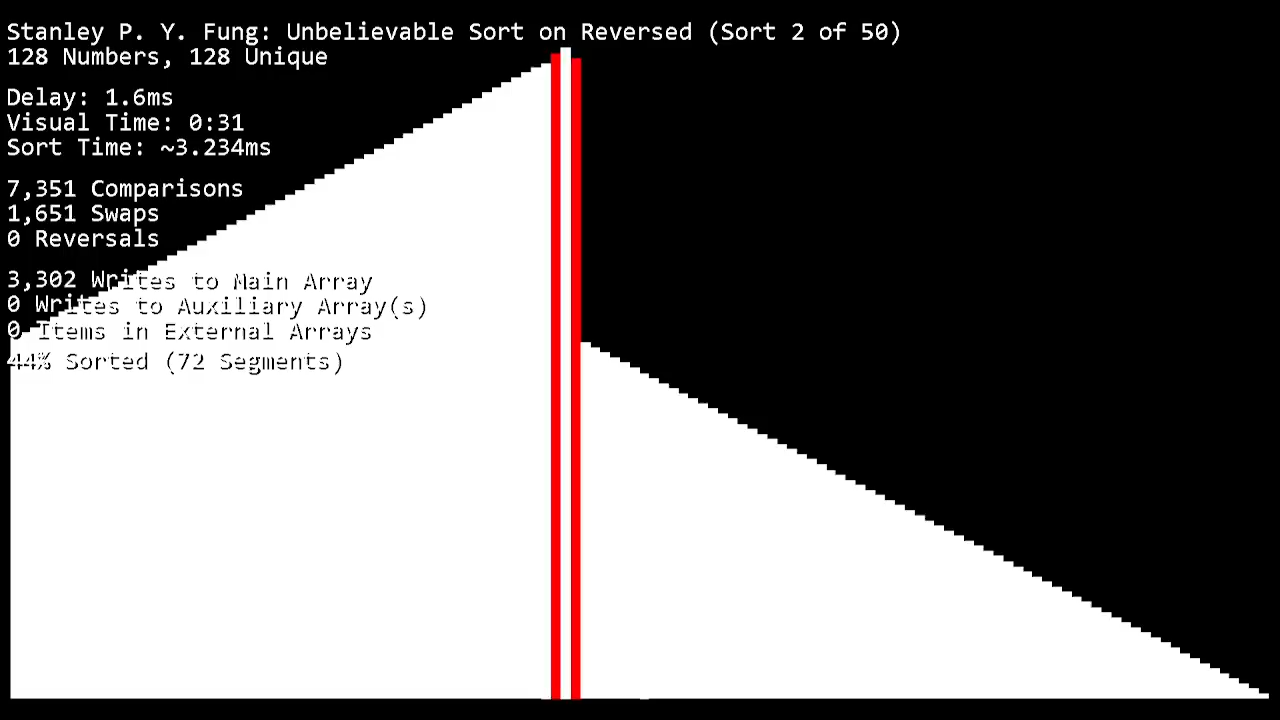 Stanley P. Y. Fung: Unbelievable Sort on Reversed (Sort 2 of 50)
128 Numbers, 128 Unique
Delay: 1.6ms
Visual Time: 0:31
Sort Time: ~3.234ms
7,351 Comparisons
1,651 Swaps
0 Reversals
3,302 Writes to Main Array
0 Writes to Auxiliary Array(s)
0 Items in External Arrays
44% Sorted (72 Segments)